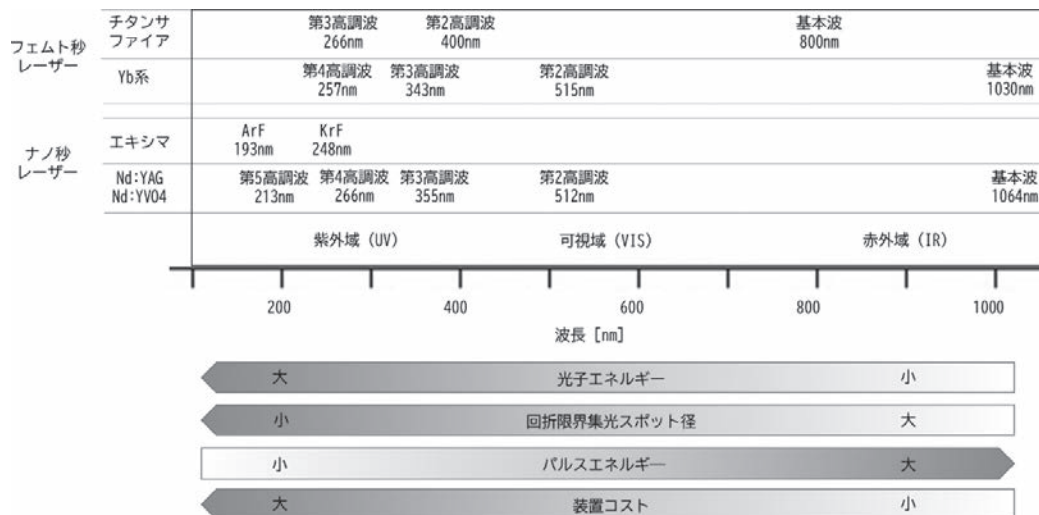 フェムト秒
レーザー
チタンサ
ファイア
第3高調波
266nm
第2高調波
400nm
基本波
800nm
Yb系
第4高調波
257nm
第3高調波
343nm
第2高調波
515nm
基本波
1030nm
ナノ秒
レーザー
エキシマ
ArF
193nm
KrF
248nm
Nd:YAG
Nd:YVO4
第5高調波
213nm
第4高調波
266nm
第3高調波
355nm
第2高調波
512nm
基本波
1064nm
紫外域（UV） 可視域（VIS） 赤外域（IR）
200 400 600 800 1000
波長［nm］
大 光子エネルギー 小
小 回折限界集光スポット径 大
小 パルスエネルギー 大
大 装置コスト 小